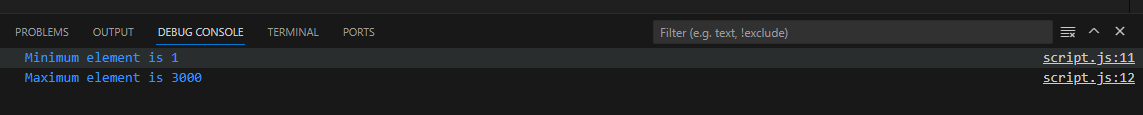 PROBLEMS OUTPUT DEBUG CONSOLE TERMINAL PORTS Filter (e.g. text, !exclude)
Minimum element is 1 script.js:11
Maximum element is 3000 script.js:12